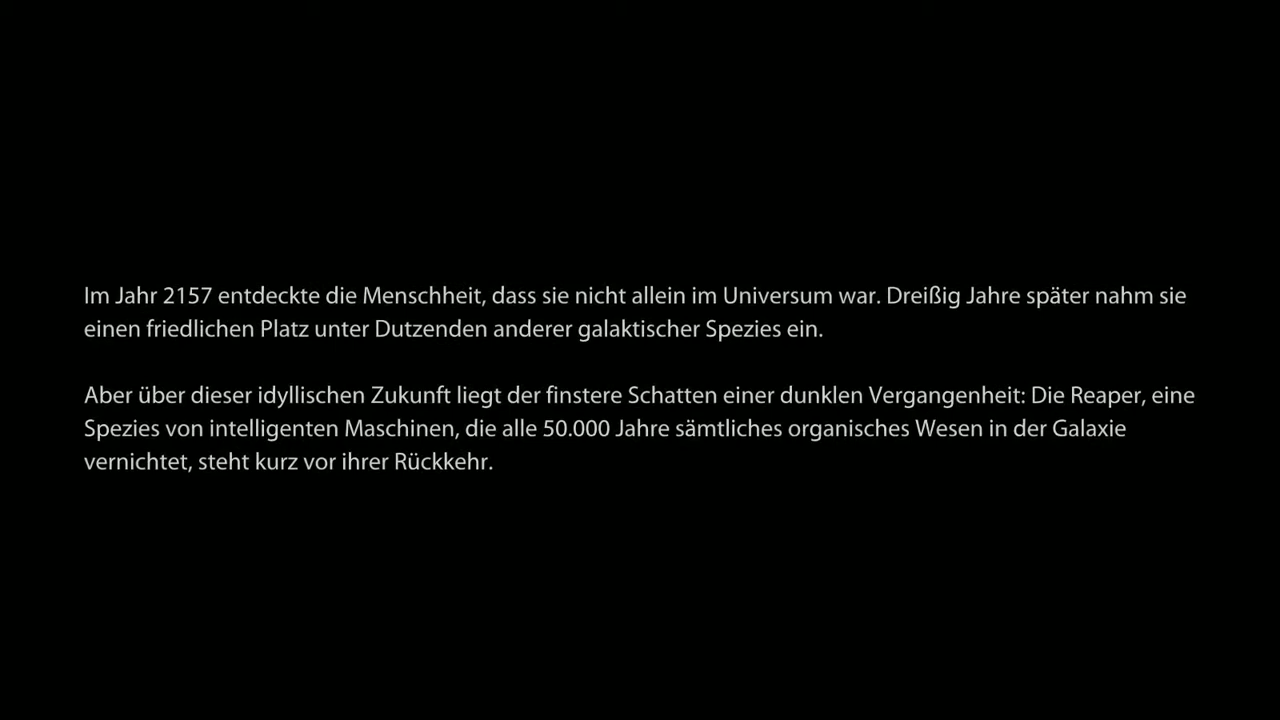 Im Jahr 2157 entdeckte die Menschheit, dass sie nicht allein im Universum war. Dreißig Jahre später nahm sie
einen friedlichen Platz unter Dutzenden anderer galaktischer Spezies ein.
Aber über dieser idyllischen Zukunft liegt der finstere Schatten einer dunklen Vergangenheit: Die Reaper, eine
Spezies von intelligenten Maschinen, die alle 50.000 Jahre sämtliches organisches Wesen in der Galaxie
vernichtet, steht kurz vor ihrer Rückkehr.